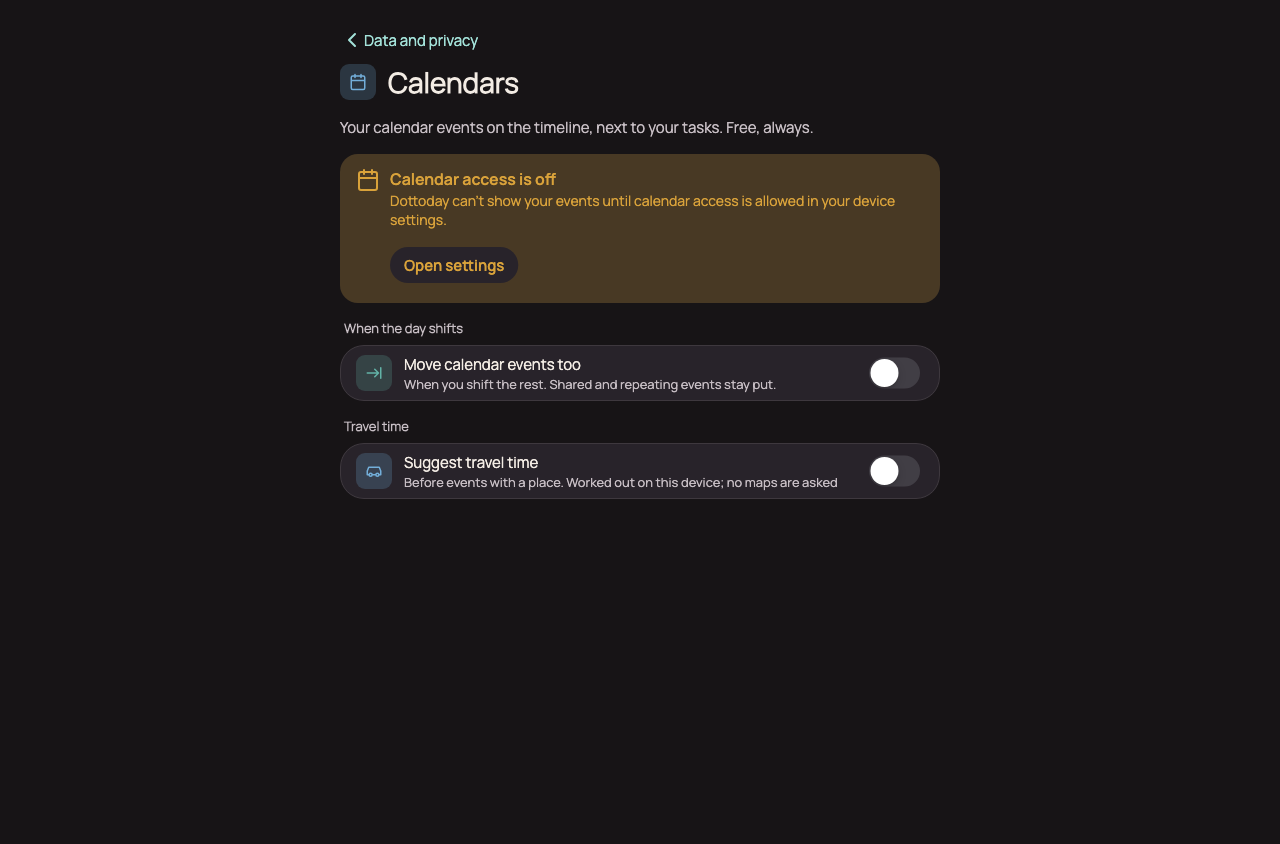 Data and privacy
Calendars
Your calendar events on the timeline, next to your tasks. Free, always.
Calendar access is off
Dottoday can't show your events until calendar access is allowed in your device
settings.
Open settings
When the day shifts
Move calendar events too
When you shift the rest. Shared and repeating events stay put.
Travel time
Suggest travel time
Before events with a place. Worked out on this device; no maps are asked